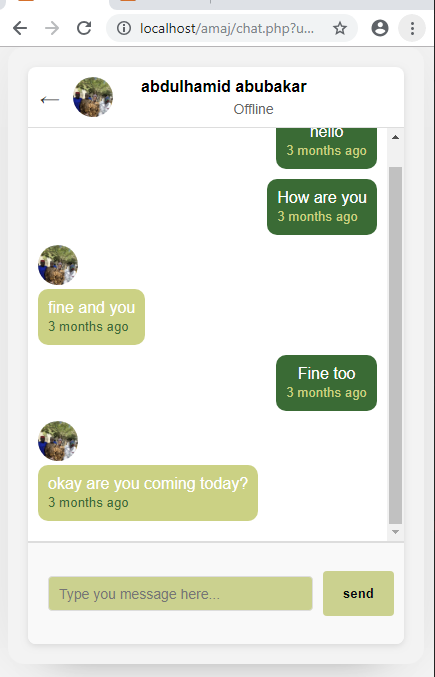 localhost/amaj/chat.php?u...
abdulhamid abubakar
Offline
hello
3 months ago
How are you
3 months ago
fine and you
3 months ago
Fine too
3 months ago
okay are you coming today?
3 months ago
Type you message here...
send